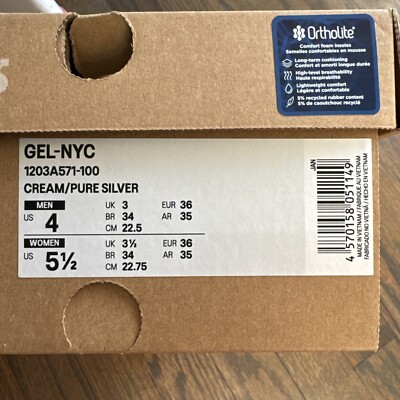 OrthoLite
Comfort foam insoles
Semelles confortables en mousse
Long-term cushioning
Confort et amorti longue durée
High-level breathability
Haute respirabilité
Lightweight comfort
Légère et confortable
5% recycled rubber content
5% de caoutchouc recyclé
GEL-NYC
1203A571-100
CREAM/PURE SILVER
MEN UK 3 EUR 36
US 4 BR 34 AR 35
CM 22.5
WOMEN UK 3½ EUR 36
US 5½ BR 34 AR 35
CM 22.75
JAN
4 570158 051149
MADE IN VIETNAM / FABRIQUE AU VIETNAM
FABRICADO NO VIETNÃ / HECHO EN VIETNAM